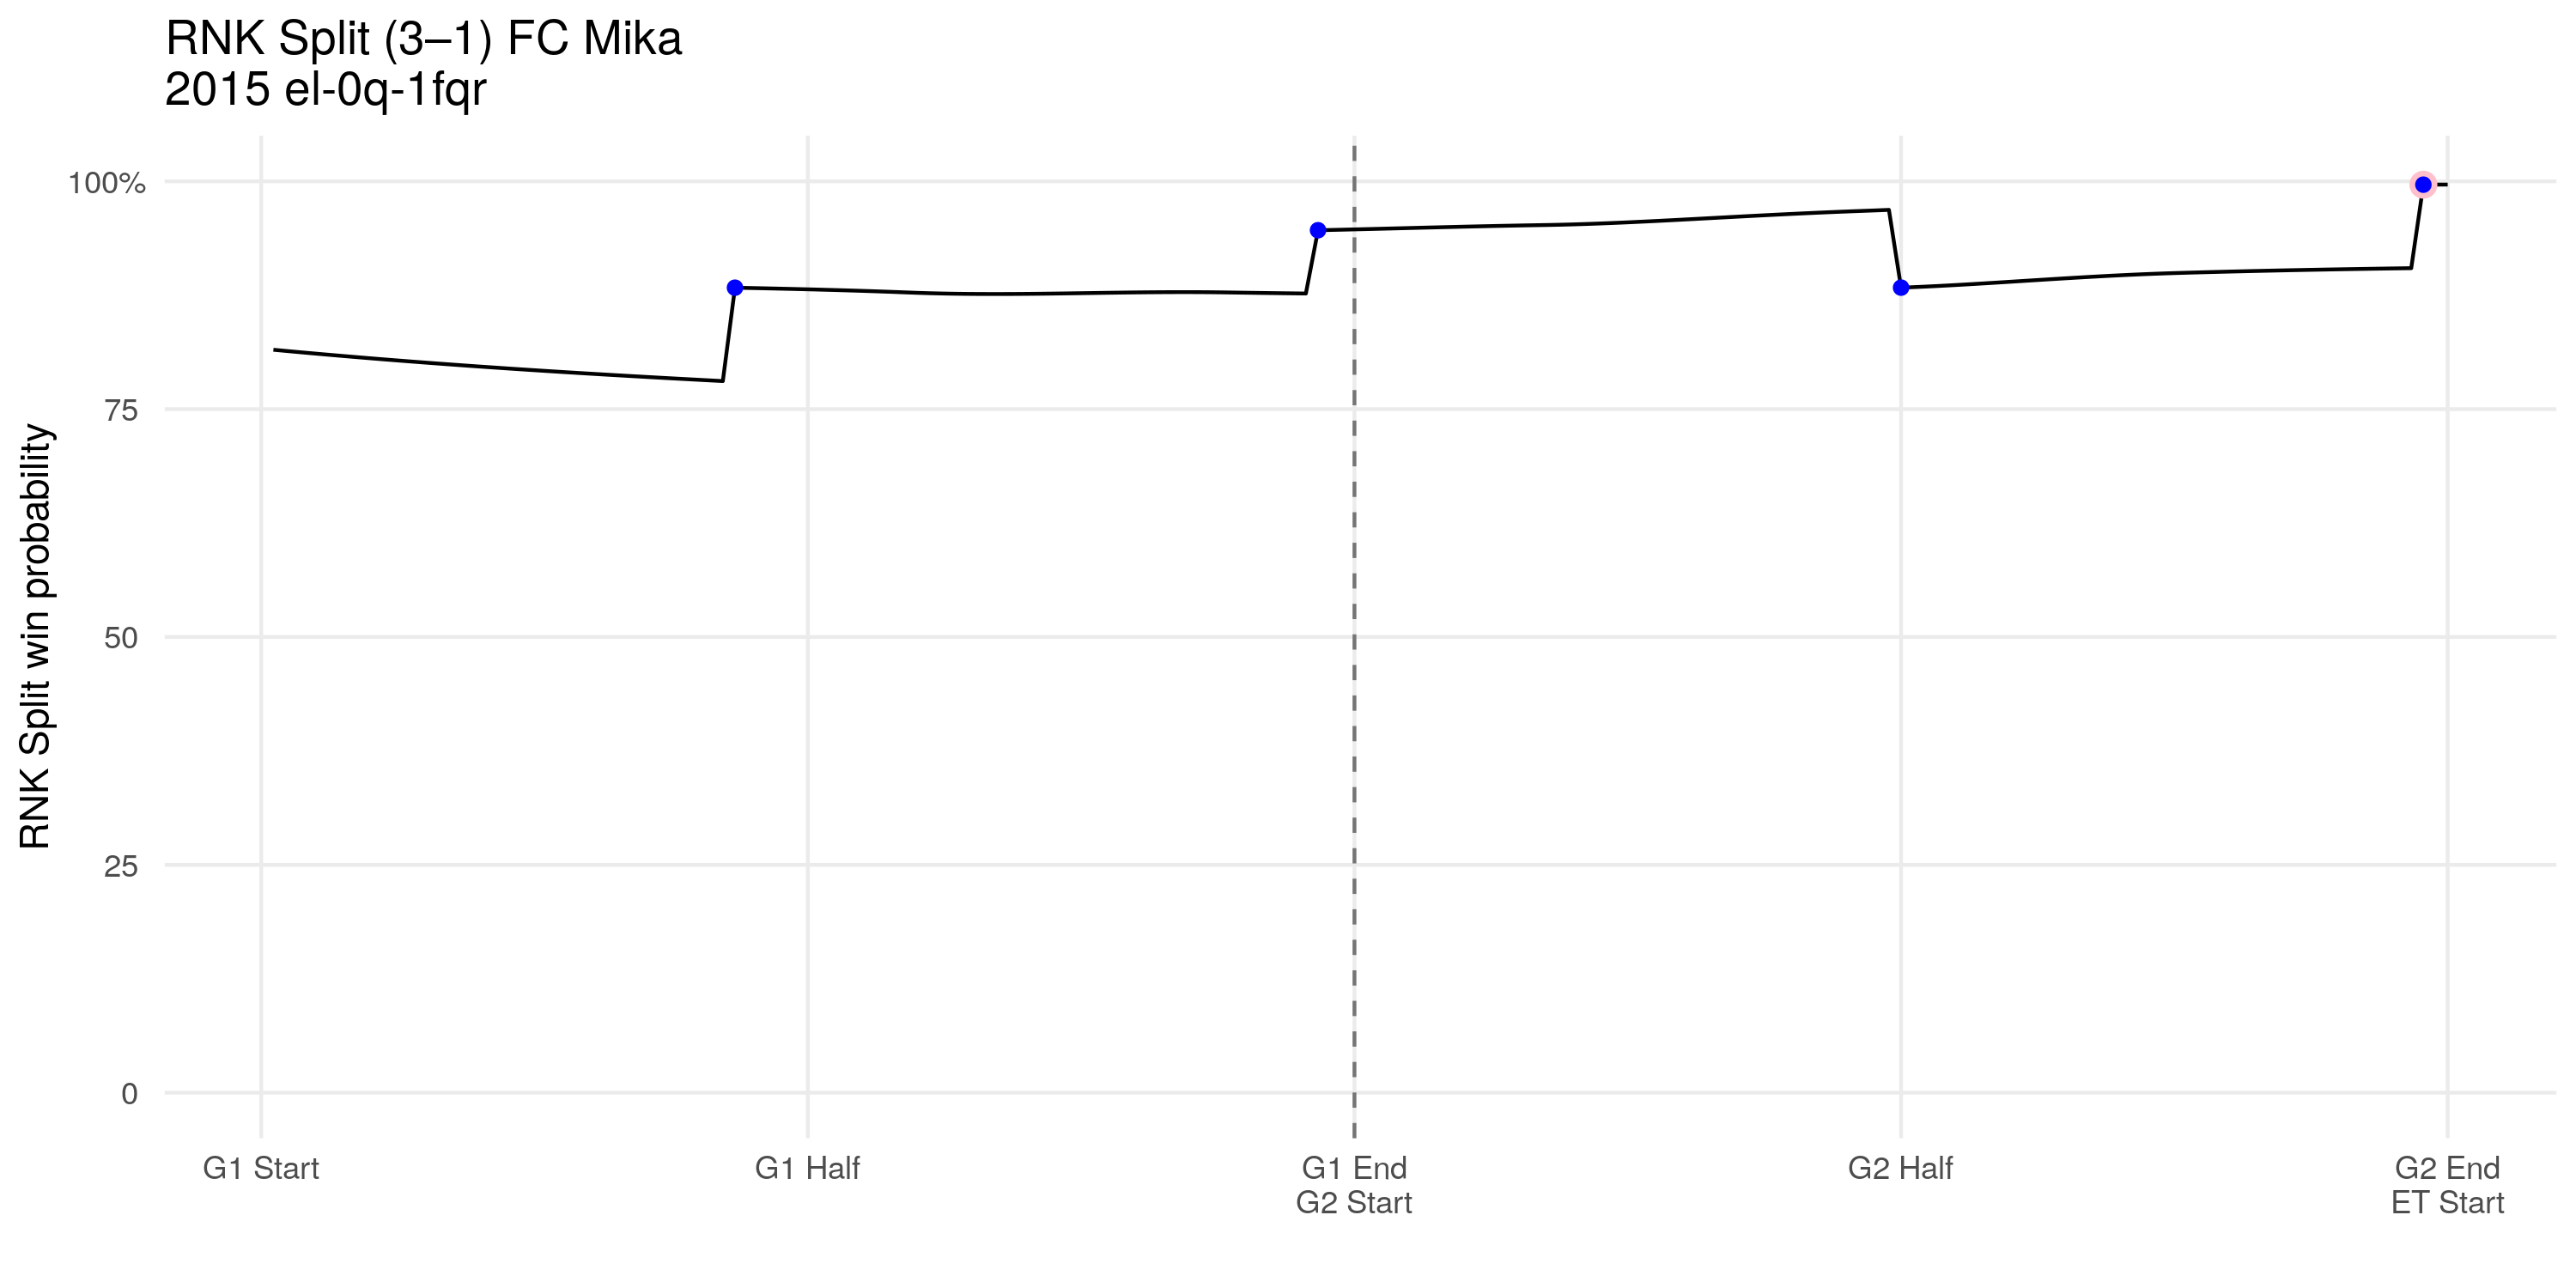 RNK Split (3–1) FC Mika
2015 el-0q-1fqr
RNK Split win probability
100%
75
50
25
0
G1 Start
G1 Half
G1 End
G2 Start
G2 Half
G2 End
ET Start